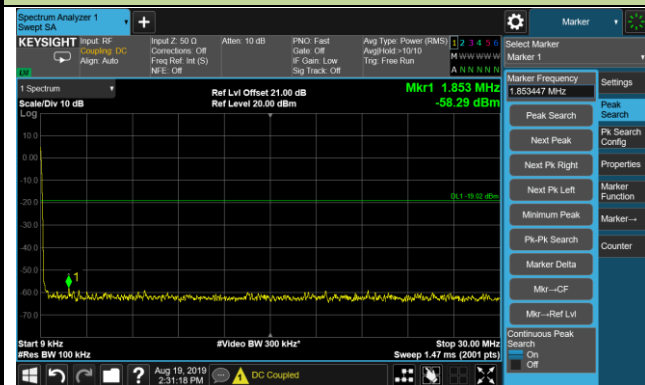 Spectrum Analyzer 1
Swept SA
Marker
KEYSIGHT
Input: RF
Coupling: DC
Align: Auto
Input Z: 50 Ω
Corrections: Off
Freq Ref: Int (S)
NFE: Off
Atten: 10 dB
PNO: Fast
Gate: Off
IF Gain: Low
Sig Track: Off
Avg Type: Power (RMS)
Avg|Hold:>10/10
Trig: Free Run
1 2 3 4 5 6
M W W W W W
A N N N N N
LV
Select Marker
Marker 1
1 Spectrum
Scale/Div 10 dB
Log
Ref Lvl Offset 21.00 dB
Ref Level 20.00 dBm
Mkr1 1.853 MHz
-58.29 dBm
10.0
0.00
-10.0
-20.0
-30.0
-40.0
-50.0
-60.0
-70.0
DL1 -19.02 dBm
1
Start 9 kHz
#Res BW 100 kHz
#Video BW 300 kHz*
Stop 30.00 MHz
Sweep 1.47 ms (2001 pts)
Marker Frequency
1.853447 MHz
Peak Search
Next Peak
Next Pk Right
Next Pk Left
Minimum Peak
Pk-Pk Search
Marker Delta
Mkr→CF
Mkr→Ref Lvl
Continuous Peak
Search
On
Off
Settings
Peak
Search
Pk Search
Config
Properties
Marker
Function
Marker→
Counter
?
Aug 19, 2019
2:31:18 PM
DC Coupled